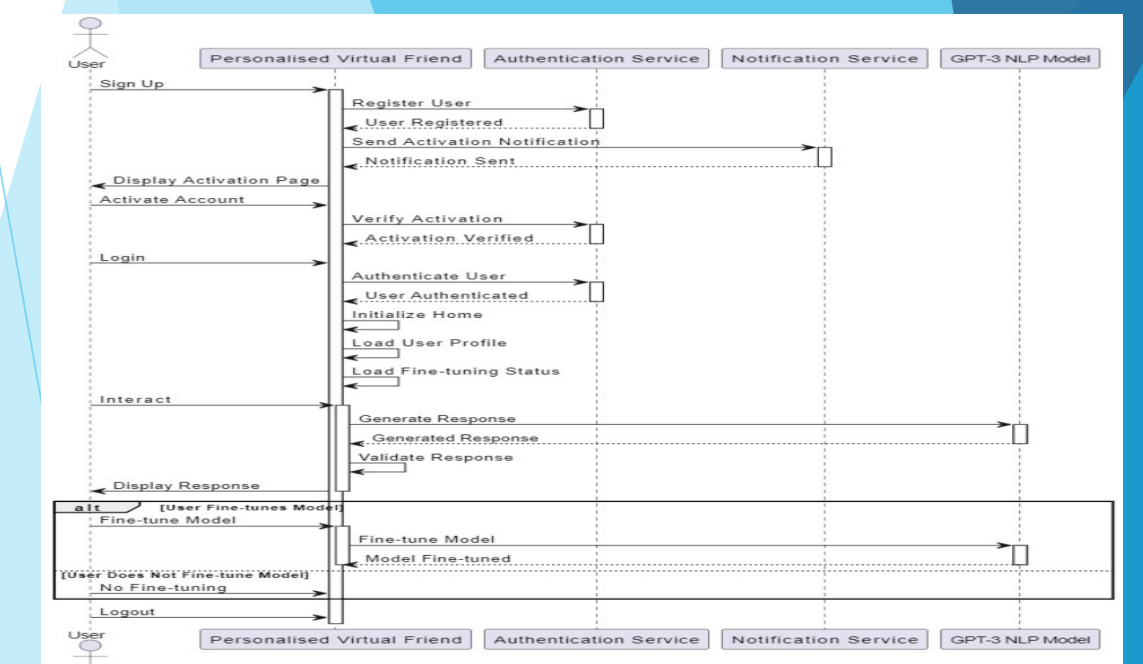 User
Personalised Virtual Friend
Authentication Service
Notification Service
GPT-3 NLP Model
Sign Up
Register User
User Registered
Send Activation Notification
Notification Sent
Display Activation Page
Activate Account
Verify Activation
Activation Verified
Login
Authenticate User
User Authenticated
Initialize Home
Load User Profile
Load Fine-tuning Status
Interact
Generate Response
Generated Response
Validate Response
Display Response
alt [User Fine-tunes Model]
Fine-tune Model
Fine-tune Model
Model Fine-tuned
[User Does Not Fine-tune Model]
No Fine-tuning
Logout
User
Personalised Virtual Friend
Authentication Service
Notification Service
GPT-3 NLP Model